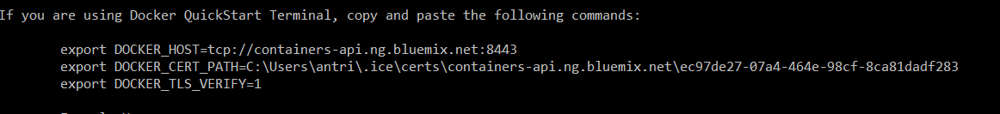 If you are using Docker QuickStart Terminal, copy and paste the following commands:
export DOCKER_HOST=tcp://containers-api.ng.bluemix.net:8443
export DOCKER_CERT_PATH=C:\Users\antri\.ice\certs\containers-api.ng.bluemix.net\ec97de27-07a4-464e-98cf-8ca81dadf283
export DOCKER_TLS_VERIFY=1